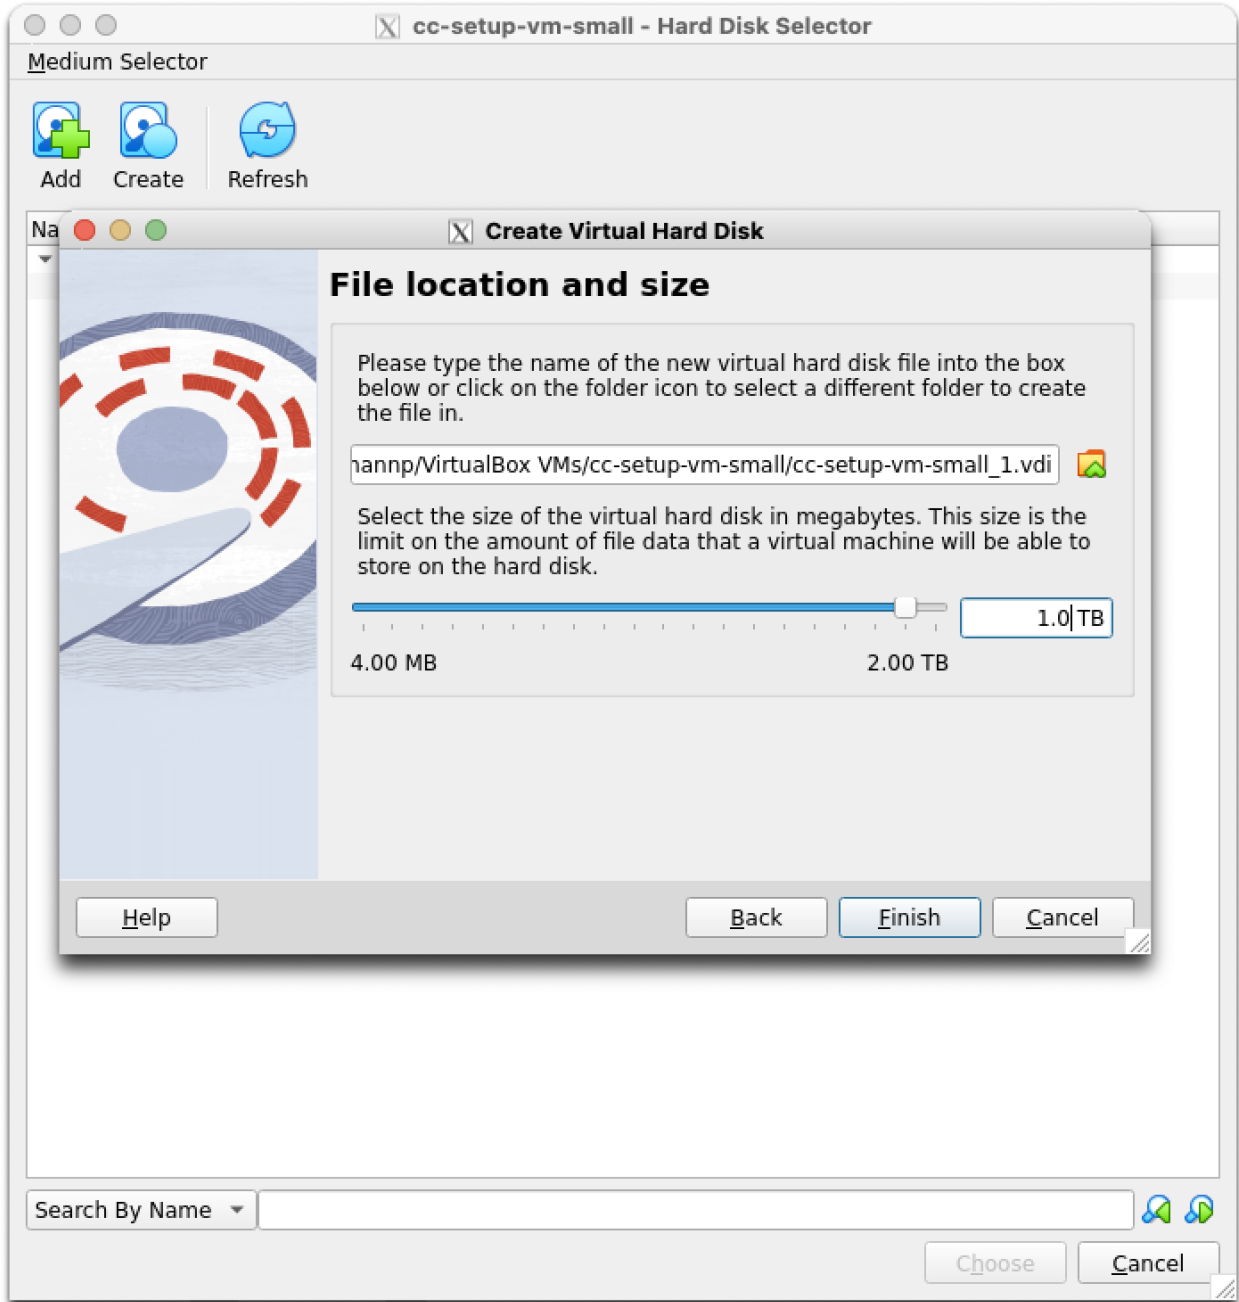 cc-setup-vm-small - Hard Disk Selector
Medium Selector
Add Create Refresh
Create Virtual Hard Disk
File location and size
Please type the name of the new virtual hard disk file into the box
below or click on the folder icon to select a different folder to create
the file in.
/VirtualBox VMs/cc-setup-vm-small/cc-setup-vm-small_1.vdi
Select the size of the virtual hard disk in megabytes. This size is the
limit on the amount of file data that a virtual machine will be able to
store on the hard disk.
1.0 TB
4.00 MB 2.00 TB
Help Back Finish Cancel
Search By Name
Choose Cancel